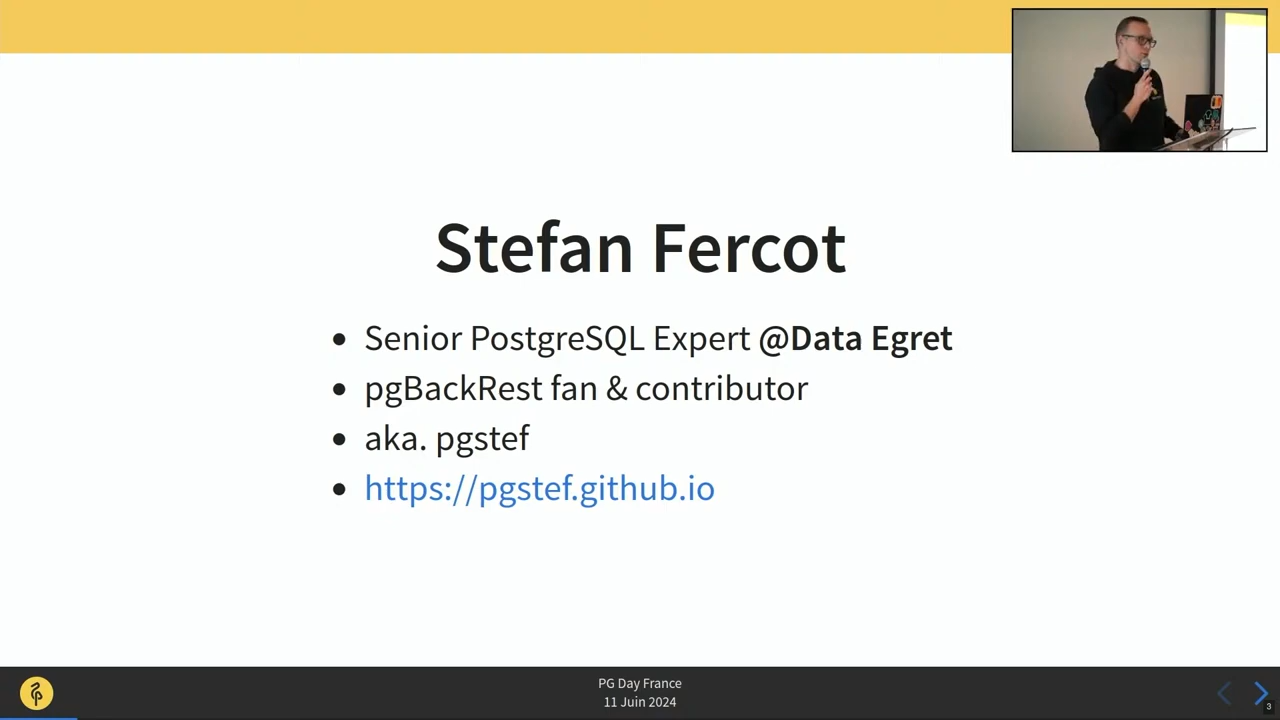 Stefan Fercot
Senior PostgreSQL Expert @Data Egret
pgBackRest fan & contributor
aka. pgstef
https://pgstef.github.io
PG Day France
11 Juin 2024
3